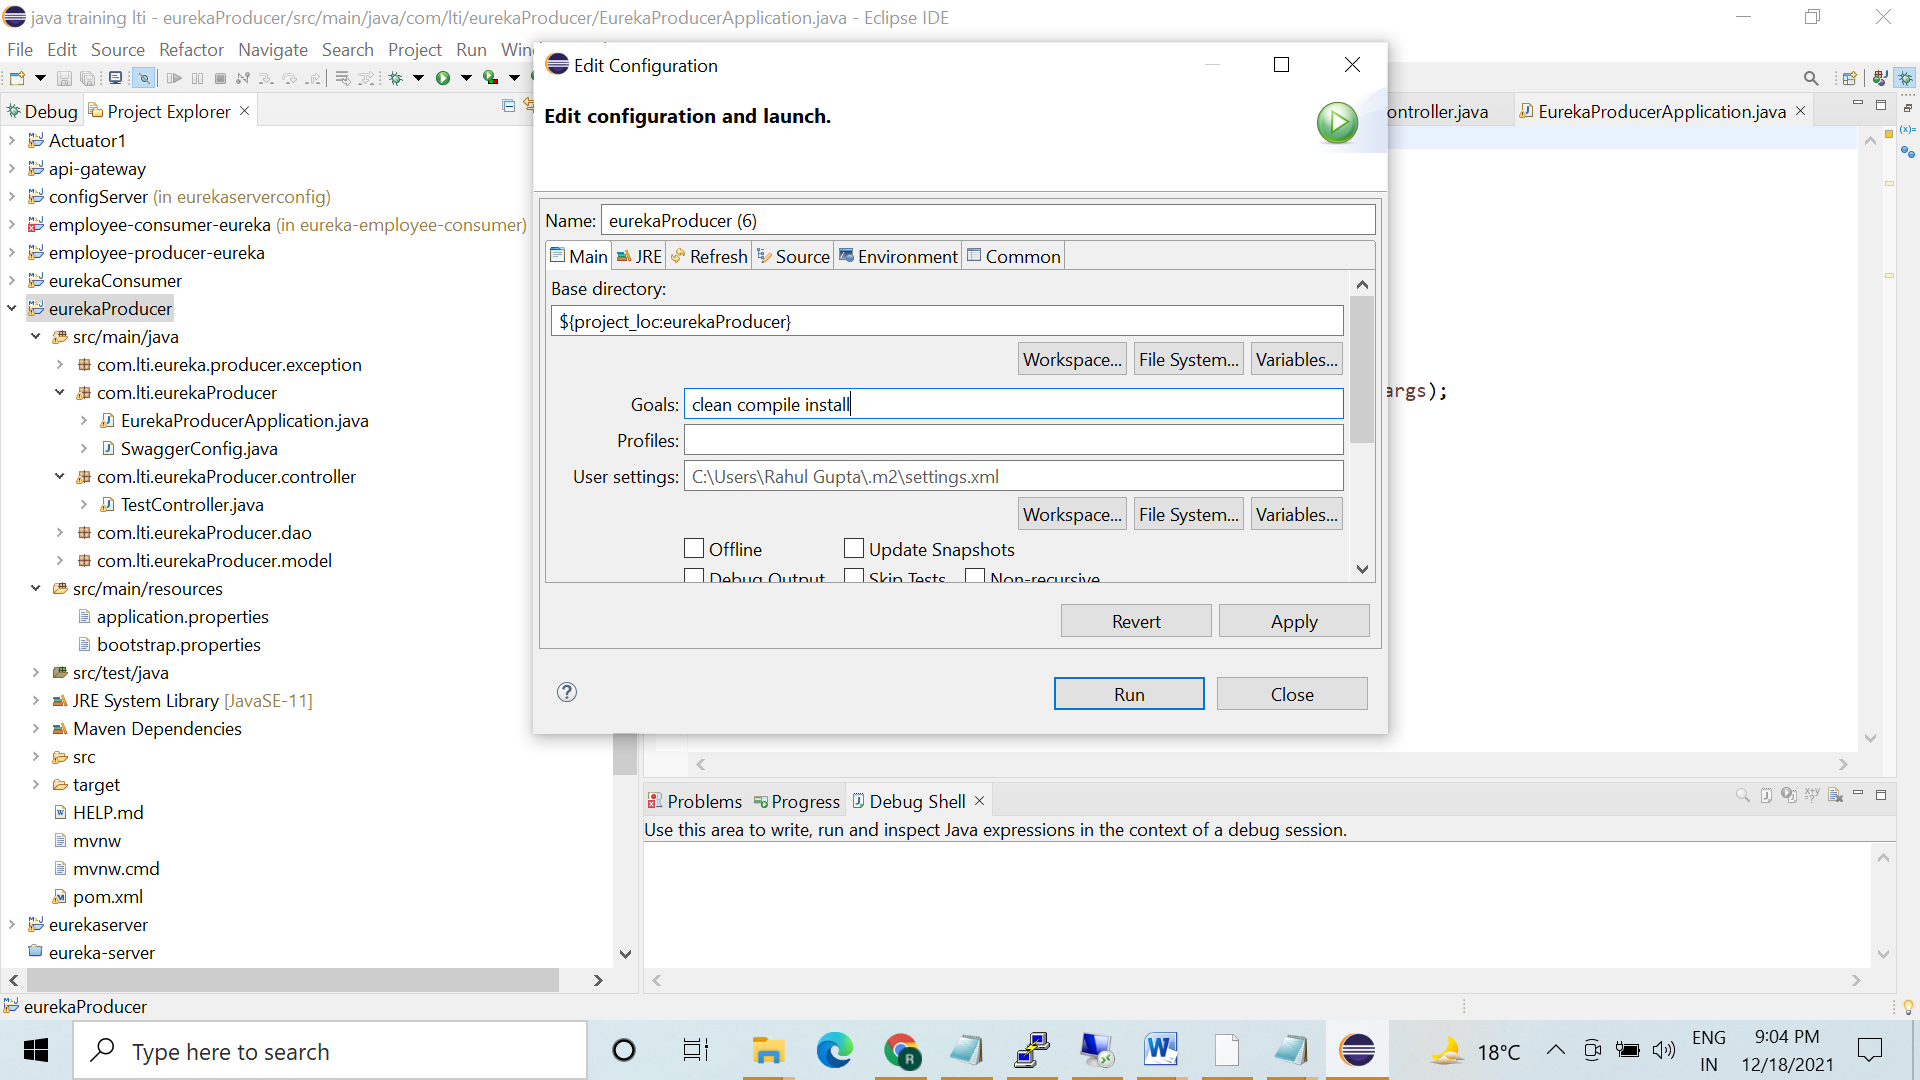 java training lti - eurekaProducer/src/main/java/com/lti/eurekaProducer/EurekaProducerApplication.java - Eclipse IDE
File Edit Source Refactor Navigate Search Project Run
Debug Project Explorer
ontroller.java EurekaProducerApplication.java
Actuator1
api-gateway
configServer (in eurekaserverconfig)
employee-consumer-eureka (in eureka-employee-consumer)
employee-producer-eureka
eurekaConsumer
eurekaProducer
src/main/java
com.lti.eureka.producer.exception
com.lti.eurekaProducer
EurekaProducerApplication.java
SwaggerConfig.java
com.lti.eurekaProducer.controller
TestController.java
com.lti.eurekaProducer.dao
com.lti.eurekaProducer.model
src/main/resources
application.properties
bootstrap.properties
src/test/java
JRE System Library [JavaSE-11]
Maven Dependencies
src
target
HELP.md
mvnw
mvnw.cmd
pom.xml
eurekaserver
eureka-server
eurekaProducer
Edit Configuration
Edit configuration and launch.
Name: eurekaProducer (6)
Main JRE Refresh Source Environment Common
Base directory:
${project_loc:eurekaProducer}
Workspace... File System... Variables...
Goals: clean compile install
Profiles:
User settings: C:\Users\Rahul Gupta\.m2\settings.xml
Workspace... File System... Variables...
Offline Update Snapshots
Debug Output Skip Tests Non-recursive
Revert Apply
Run Close
args);
Problems Progress Debug Shell
Use this area to write, run and inspect Java expressions in the context of a debug session.
Type here to search
18°C
ENG
IN
9:04 PM
12/18/2021